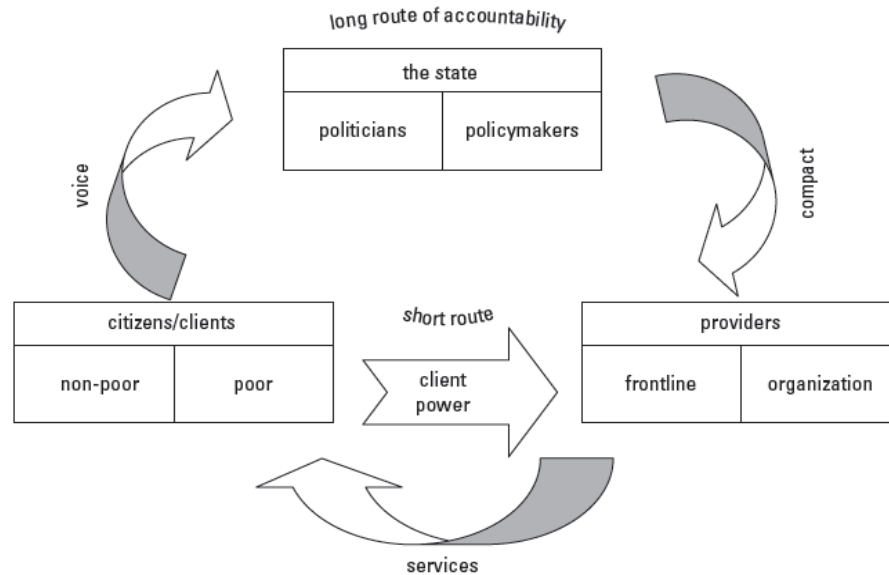 long route of accountability
the state
politicians
policymakers
voice
compact
citizens/clients
short route
providers
non-poor
poor
client
power
frontline
organization
services